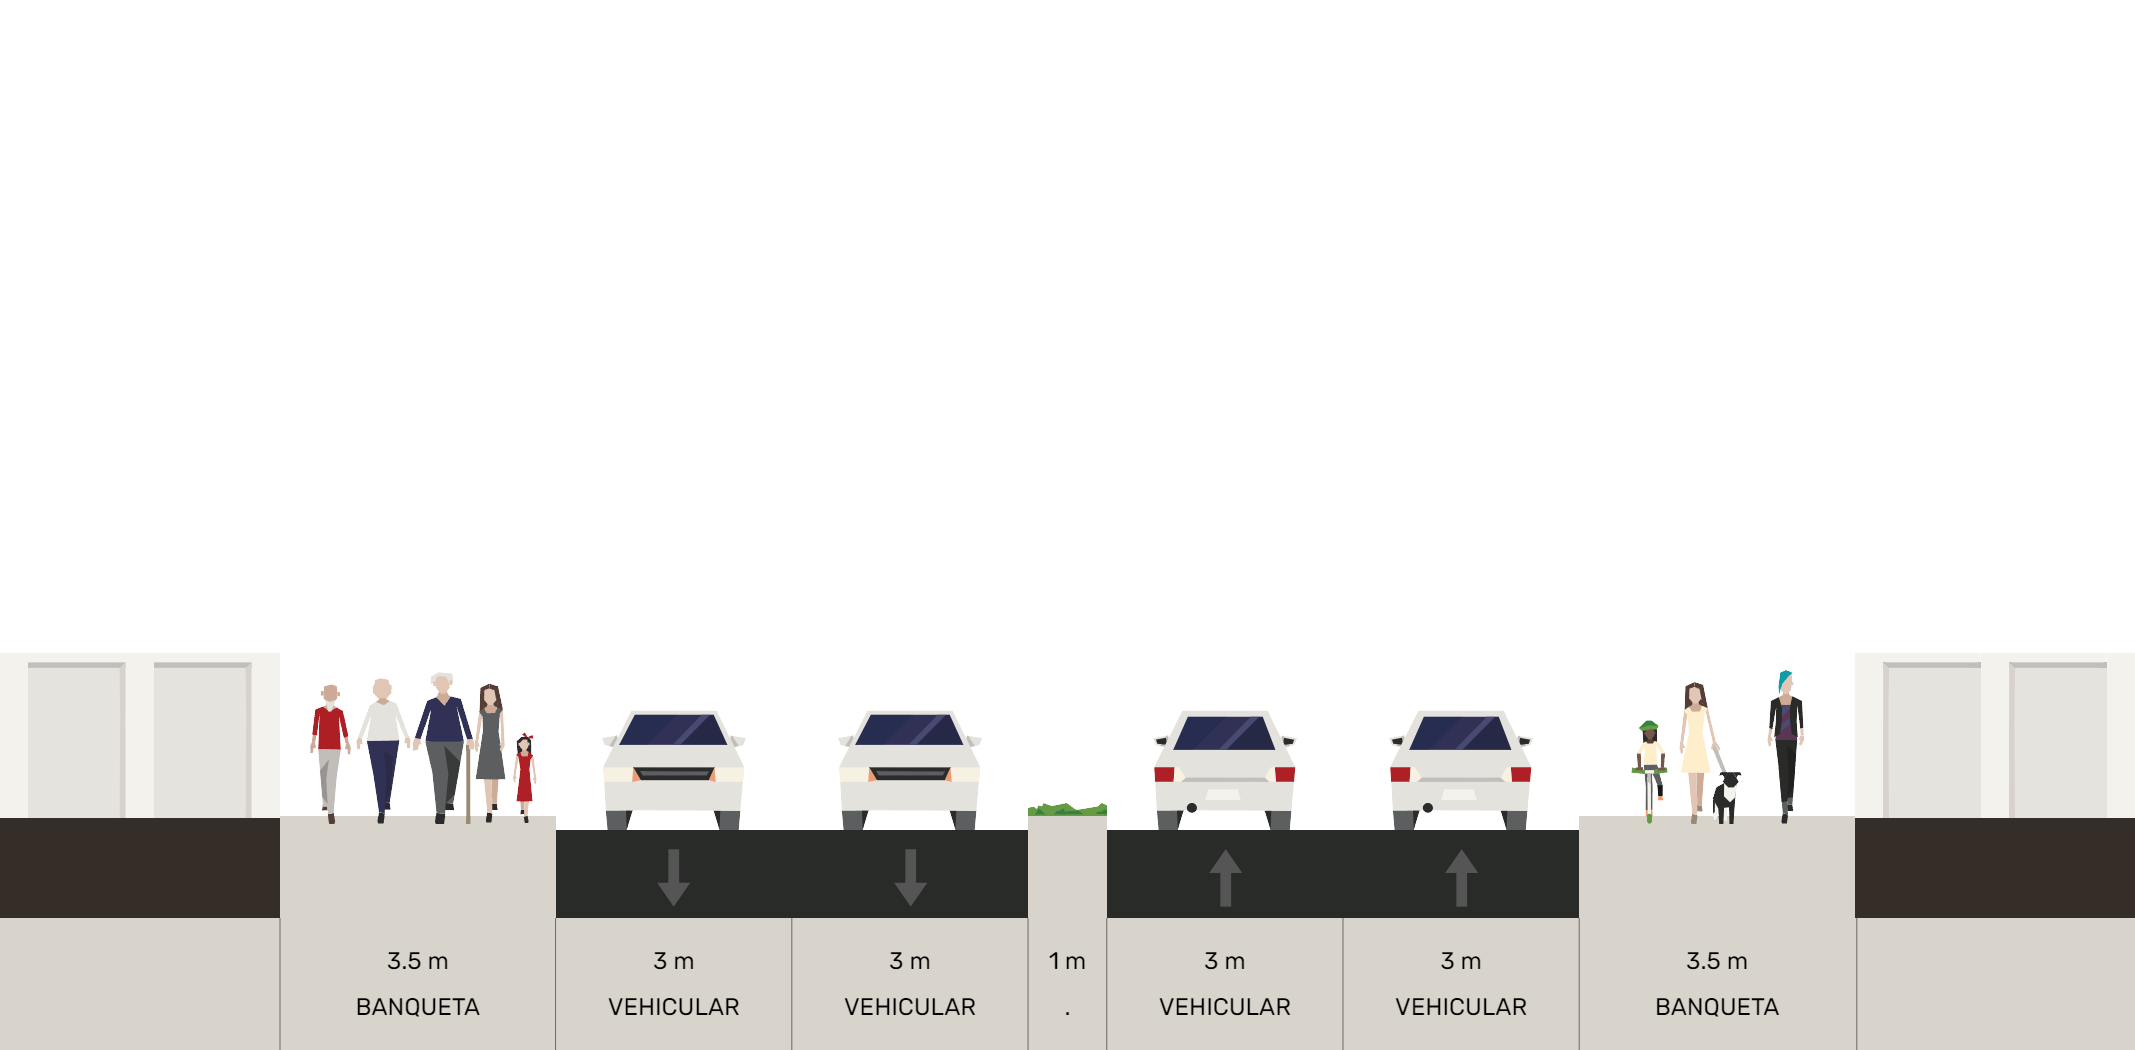 3.5 m
BANQUETA
3 m
VEHICULAR
3 m
VEHICULAR
1 m
.
3 m
VEHICULAR
3 m
VEHICULAR
3.5 m
BANQUETA